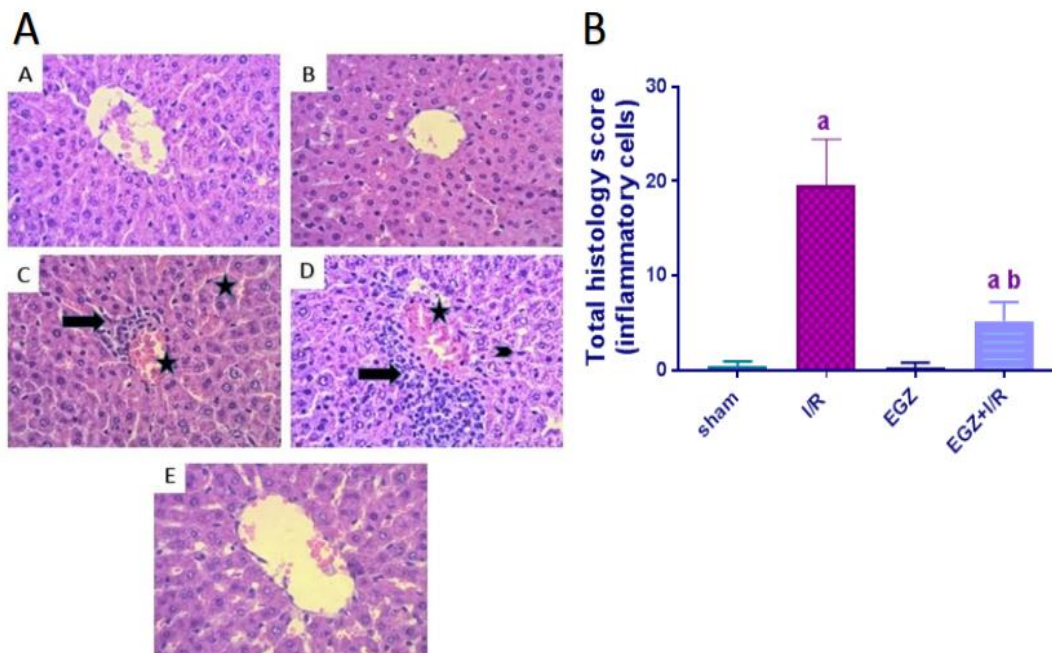 A
B
A
B
C
D
E
Total histology score
(inflammatory cells)
30
20
10
0
a
a b
sham
I/R
EGZ
EGZ+I/R